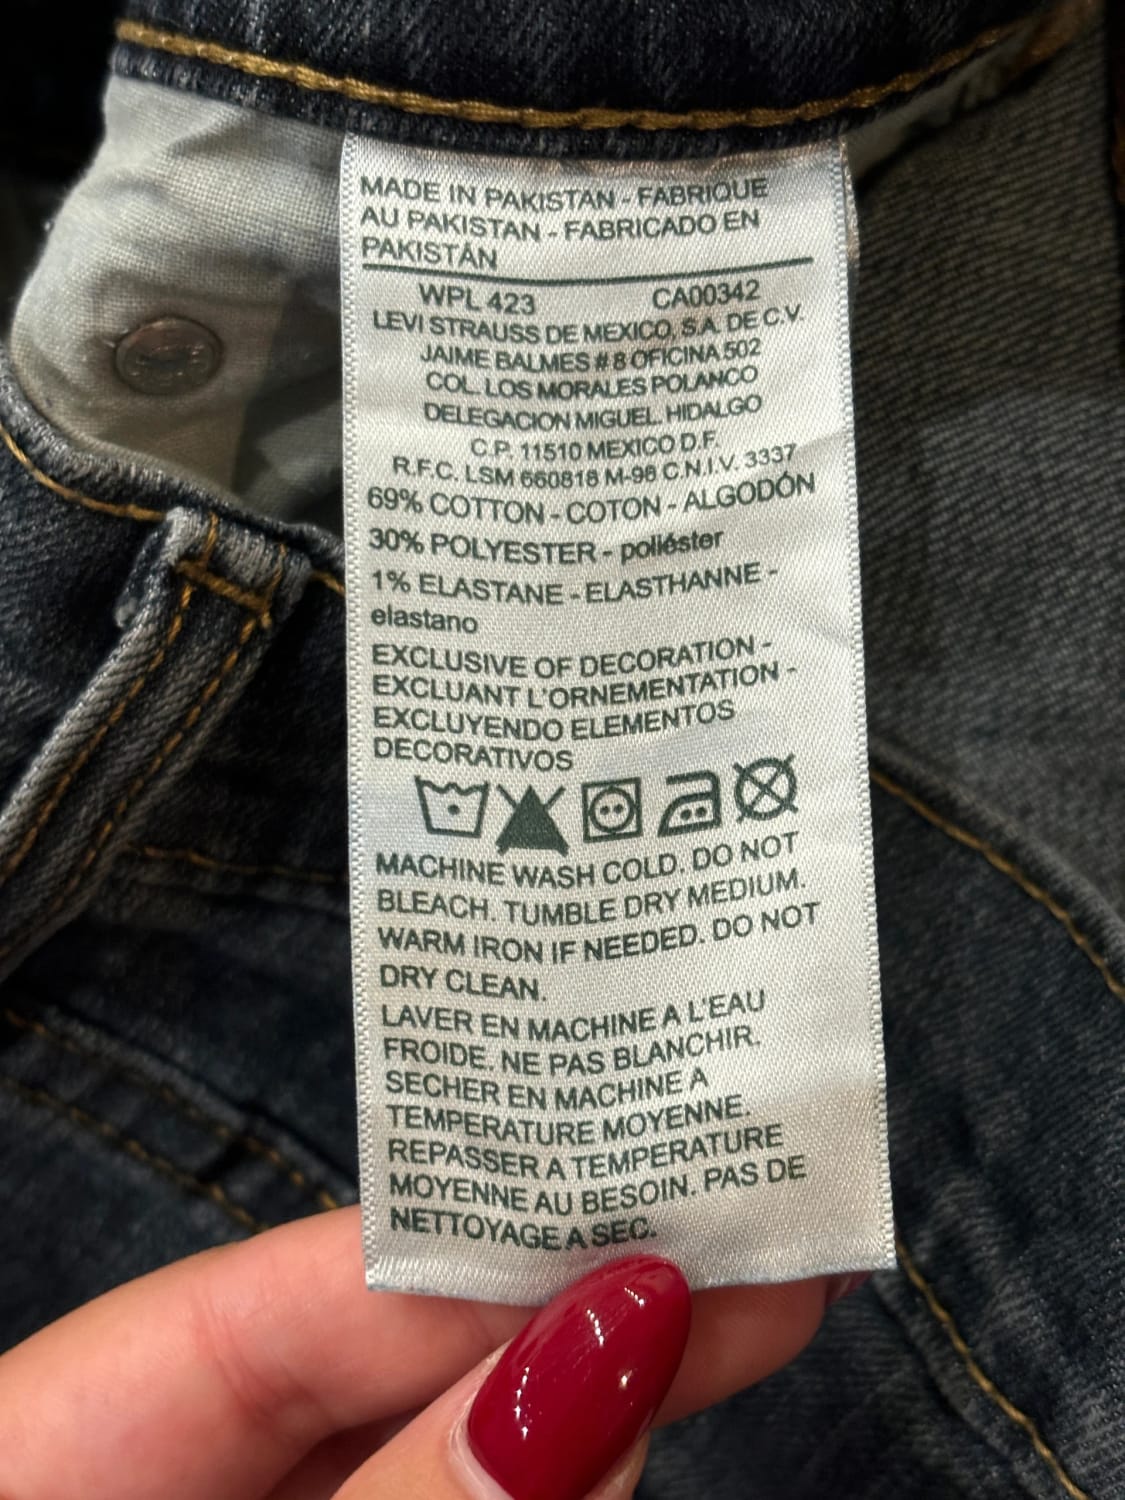 MADE IN PAKISTAN - FABRIQUE
AU PAKISTAN - FABRICADO EN
PAKISTÁN
WPL 423 CA00342
LEVI STRAUSS DE MEXICO, S.A. DE C.V.
JAIME BALMES # 8 OFICINA 502
COL. LOS MORALES POLANCO
DELEGACION MIGUEL HIDALGO
C.P. 11510 MEXICO D.F.
R.F.C. LSM 660818 M-96 C.N.I.V. 3337
69% COTTON - COTON - ALGODÓN
30% POLYESTER - poliéster
1% ELASTANE - ELASTHANNE -
elastano
EXCLUSIVE OF DECORATION -
EXCLUANT L'ORNEMENTATION -
EXCLUYENDO ELEMENTOS
DECORATIVOS
MACHINE WASH COLD. DO NOT
BLEACH. TUMBLE DRY MEDIUM.
WARM IRON IF NEEDED. DO NOT
DRY CLEAN.
LAVER EN MACHINE A L'EAU
FROIDE. NE PAS BLANCHIR.
SECHER EN MACHINE A
TEMPERATURE MOYENNE.
REPASSER A TEMPERATURE
MOYENNE AU BESOIN. PAS DE
NETTOYAGE A SEC.